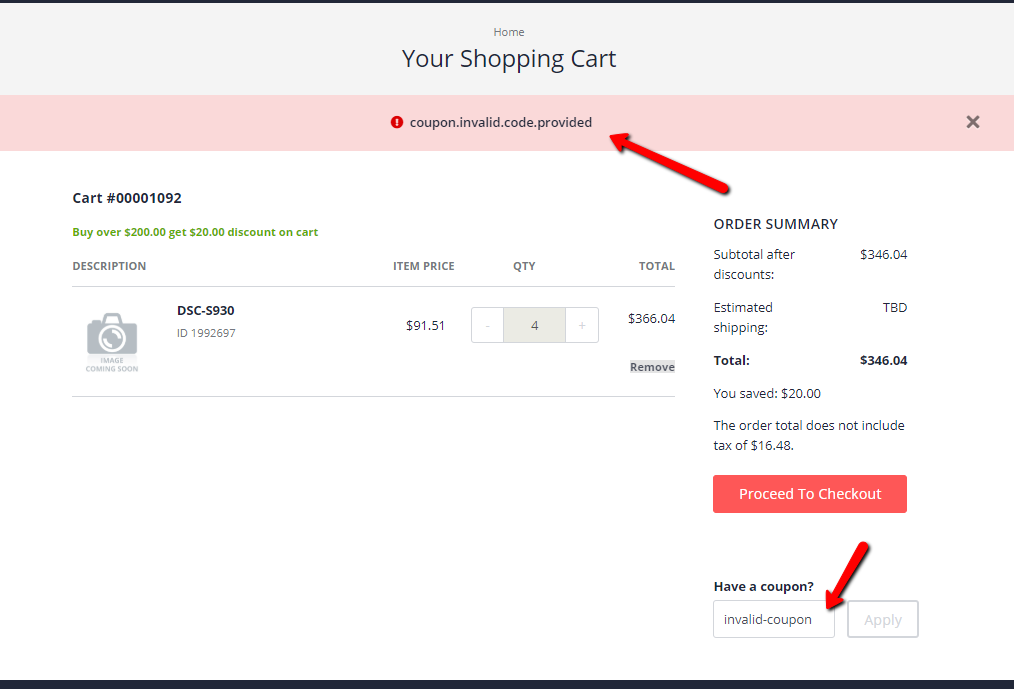 Home
Your Shopping Cart
coupon.invalid.code.provided
Cart #00001092
Buy over $200.00 get $20.00 discount on cart
DESCRIPTION ITEM PRICE QTY TOTAL
DSC-S930
ID 1992697
IMAGE
COMING SOON
$91.51 - 4 + $366.04
Remove
ORDER SUMMARY
Subtotal after
discounts: $346.04
Estimated
shipping: TBD
Total: $346.04
You saved: $20.00
The order total does not include
tax of $16.48.
Proceed To Checkout
Have a coupon?
invalid-coupon Apply